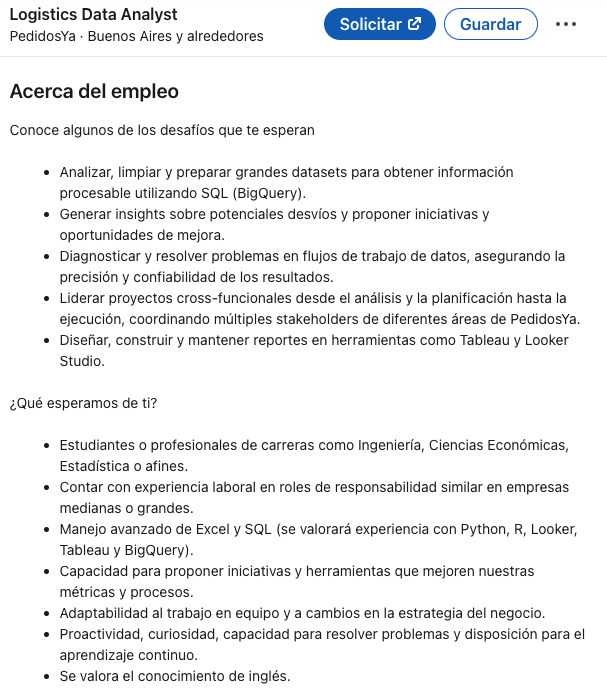 Logistics Data Analyst
PedidosYa · Buenos Aires y alrededores
Solicitar
Guardar
Acerca del empleo
Conoce algunos de los desafíos que te esperan
• Analizar, limpiar y preparar grandes datasets para obtener información
procesable utilizando SQL (BigQuery).
• Generar insights sobre potenciales desvíos y proponer iniciativas y
oportunidades de mejora.
• Diagnosticar y resolver problemas en flujos de trabajo de datos, asegurando la
precisión y confiabilidad de los resultados.
• Liderar proyectos cross-funcionales desde el análisis y la planificación hasta la
ejecución, coordinando múltiples stakeholders de diferentes áreas de PedidosYa.
• Diseñar, construir y mantener reportes en herramientas como Tableau y Looker
Studio.
¿Qué esperamos de ti?
• Estudiantes o profesionales de carreras como Ingeniería, Ciencias Económicas,
Estadística o afines.
• Contar con experiencia laboral en roles de responsabilidad similar en empresas
medianas o grandes.
• Manejo avanzado de Excel y SQL (se valorará experiencia con Python, R, Looker,
Tableau y BigQuery).
• Capacidad para proponer iniciativas y herramientas que mejoren nuestras
métricas y procesos.
• Adaptabilidad al trabajo en equipo y a cambios en la estrategia del negocio.
• Proactividad, curiosidad, capacidad para resolver problemas y disposición para el
aprendizaje continuo.
• Se valora el conocimiento de inglés.